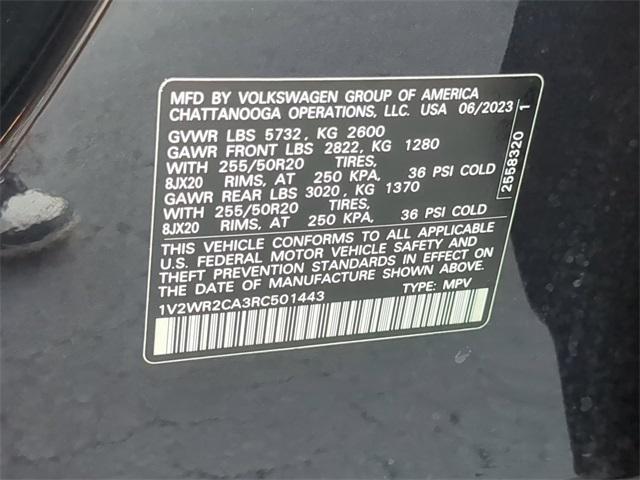 MFD BY VOLKSWAGEN GROUP OF AMERICA
CHATTANOOGA OPERATIONS, LLC. USA 06/2023
GVWR LBS 5732, KG 2600
GAWR FRONT LBS 2822, KG 1280
WITH 255/50R20 TIRES,
8JX20 RIMS, AT 250 KPA, 36 PSI COLD
GAWR REAR LBS 3020, KG 1370
WITH 255/50R20 TIRES,
8JX20 RIMS, AT 250 KPA, 36 PSI COLD
THIS VEHICLE CONFORMS TO ALL APPLICABLE
U.S. FEDERAL MOTOR VEHICLE SAFETY AND
THEFT PREVENTION STANDARDS IN EFFECT ON
THE DATE OF MANUFACTURE SHOWN ABOVE.
1V2WR2CA3RC501443 TYPE: MPV
2558320 1